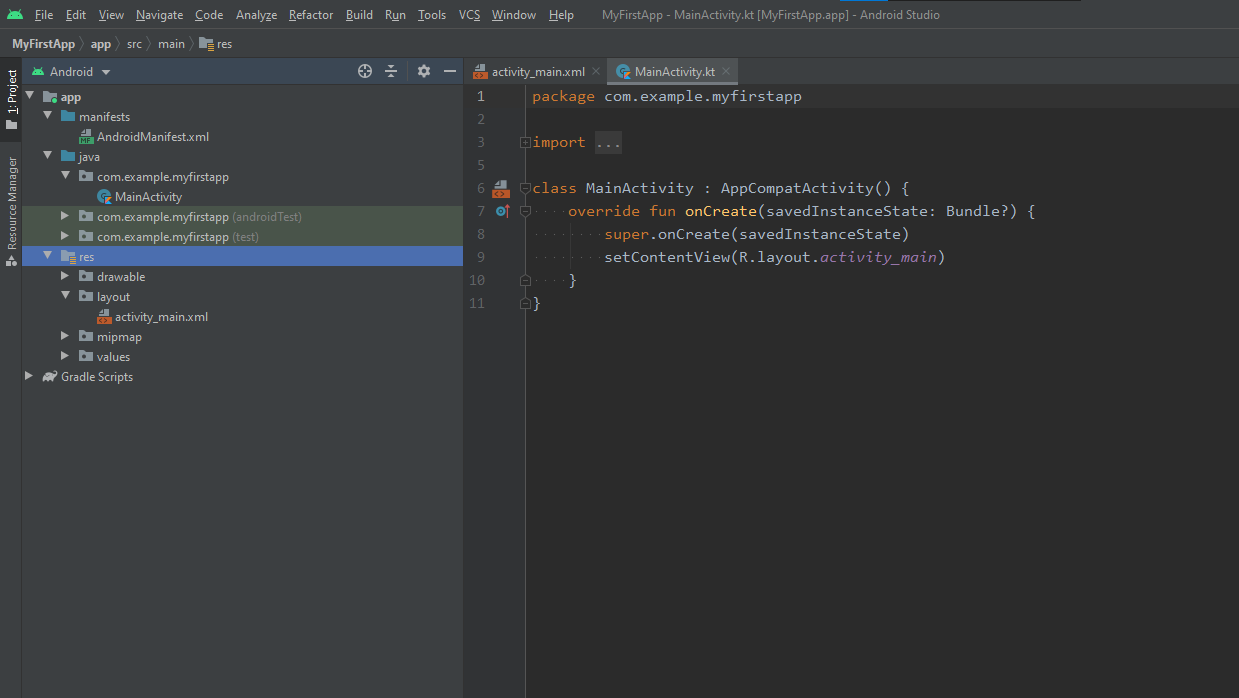 File Edit View Navigate Code Analyze Refactor Build Run Tools VCS Window Help MyFirstApp - MainActivity.kt [MyFirstApp.app] - Android Studio
MyFirstApp app src main res
1: Project
Resource Manager
Android
app
manifests
AndroidManifest.xml
java
com.example.myfirstapp
MainActivity
com.example.myfirstapp (androidTest)
com.example.myfirstapp (test)
res
drawable
layout
activity_main.xml
mipmap
values
Gradle Scripts
activity_main.xml MainActivity.kt
1 package com.example.myfirstapp
2
3 import ...
5
6 class MainActivity : AppCompatActivity() {
7 override fun onCreate(savedInstanceState: Bundle?) {
8 super.onCreate(savedInstanceState)
9 setContentView(R.layout.activity_main)
10 }
11 }